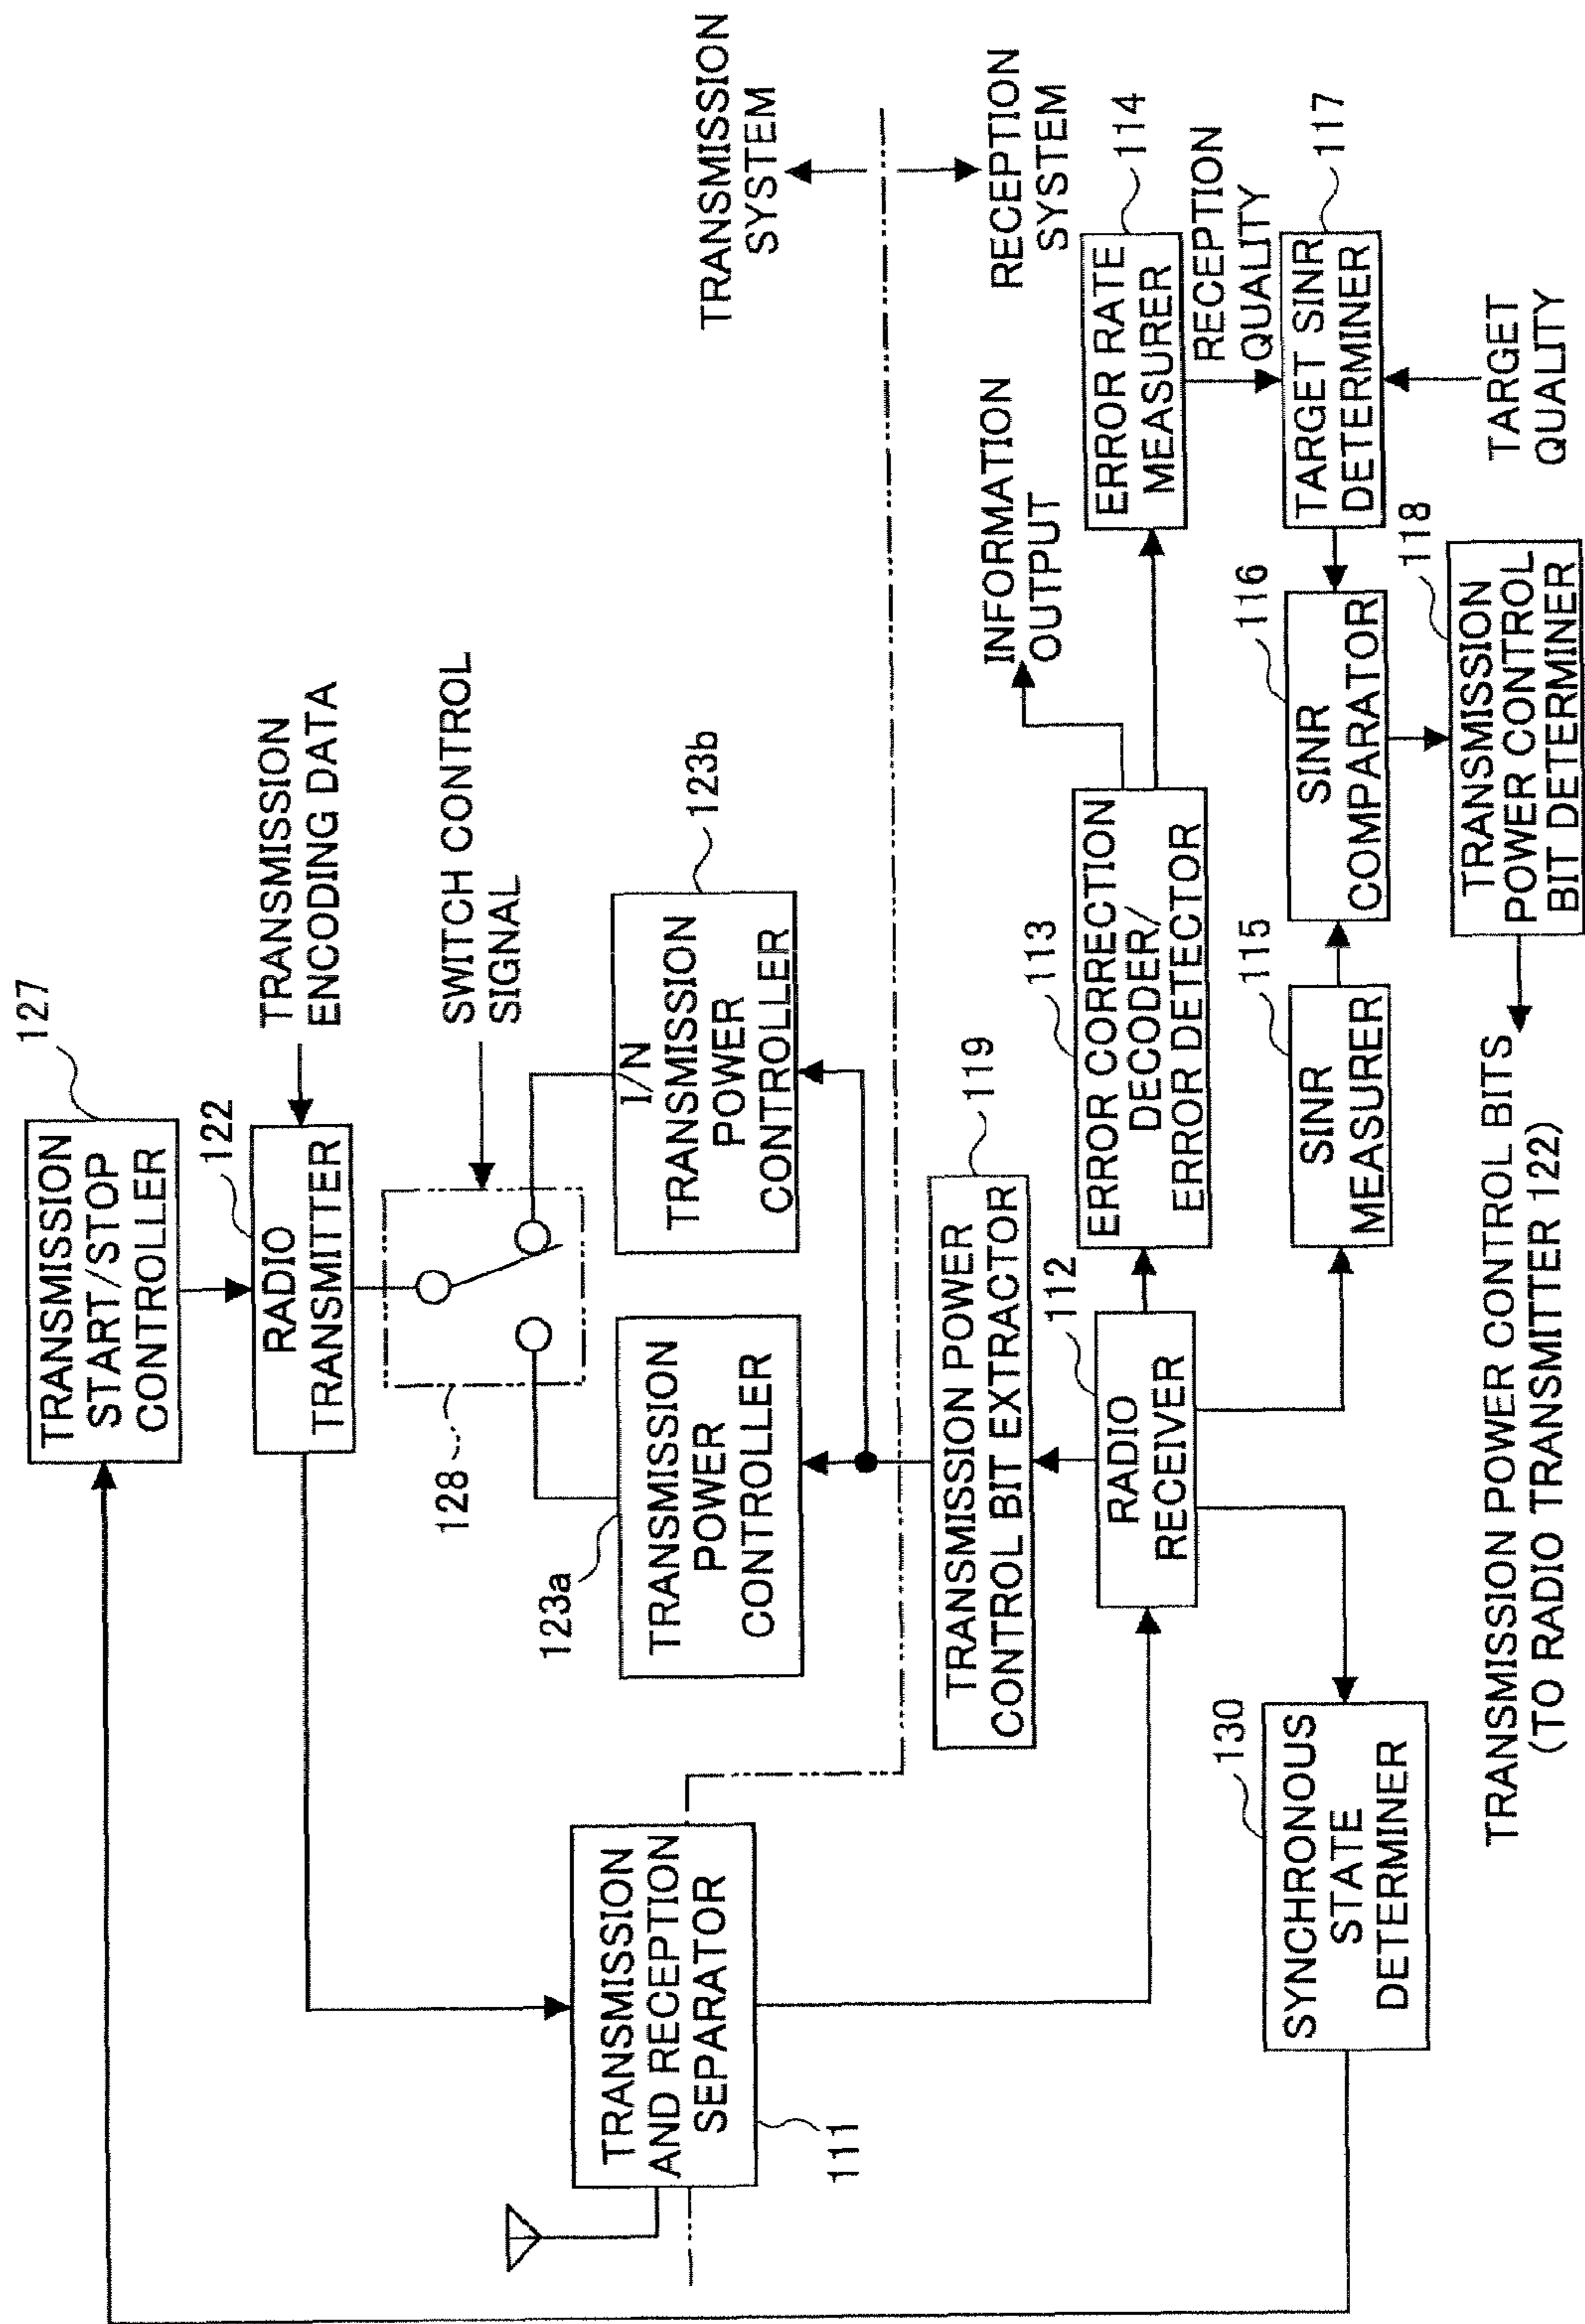 127
TRANSMISSION
START/STOP
CONTROLLER
122
RADIO
TRANSMITTER
TRANSMISSION
ENCODING DATA
SWITCH CONTROL
SIGNAL
128
123a
TRANSMISSION
POWER
CONTROLLER
123b
1/N
TRANSMISSION
POWER
CONTROLLER
TRANSMISSION
SYSTEM
RECEPTION
SYSTEM
TRANSMISSION
AND RECEPTION
SEPARATOR
111
TRANSMISSION POWER
CONTROL BIT EXTRACTOR
119
112
RADIO
RECEIVER
113
ERROR CORRECTION
DECODER/
ERROR DETECTOR
INFORMATION
OUTPUT
ERROR RATE
MEASURER
114
RECEPTION
QUALITY
130
SYNCHRONOUS
STATE
DETERMINER
115
SINR
MEASURER
116
SINR
COMPARATOR
TARGET SINR
DETERMINER
117
TARGET
QUALITY
118
TRANSMISSION
POWER CONTROL
BIT DETERMINER
TRANSMISSION POWER CONTROL BITS
(TO RADIO TRANSMITTER 122)